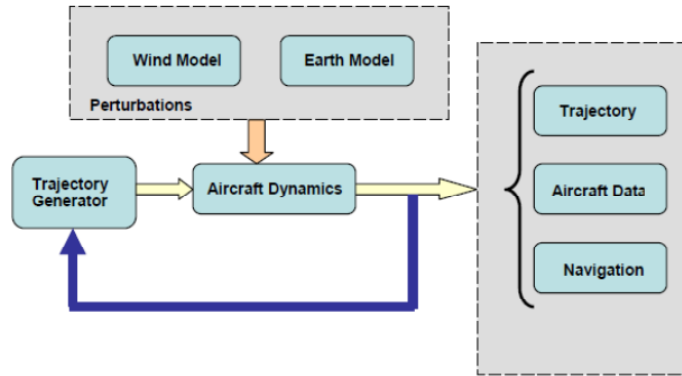 Wind Model
Earth Model
Perturbations
Trajectory
Generator
Aircraft Dynamics
Trajectory
Aircraft Data
Navigation